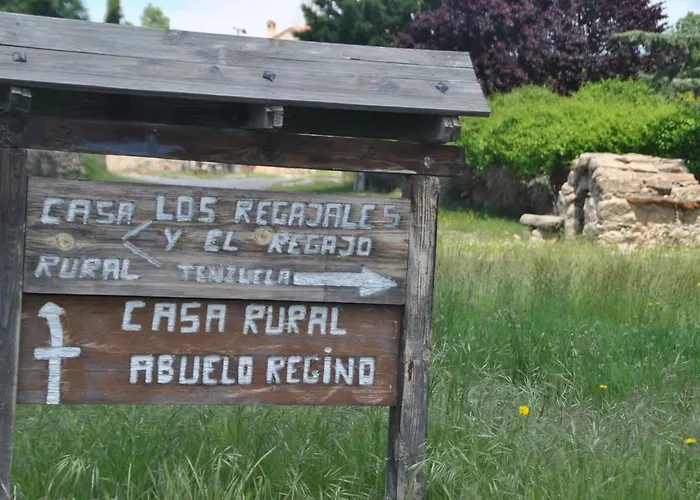 CASA LOS REGAJALES
Y EL REGAJO
RURAL TENZUELA
CASA RURAL
ABUELO REGINO